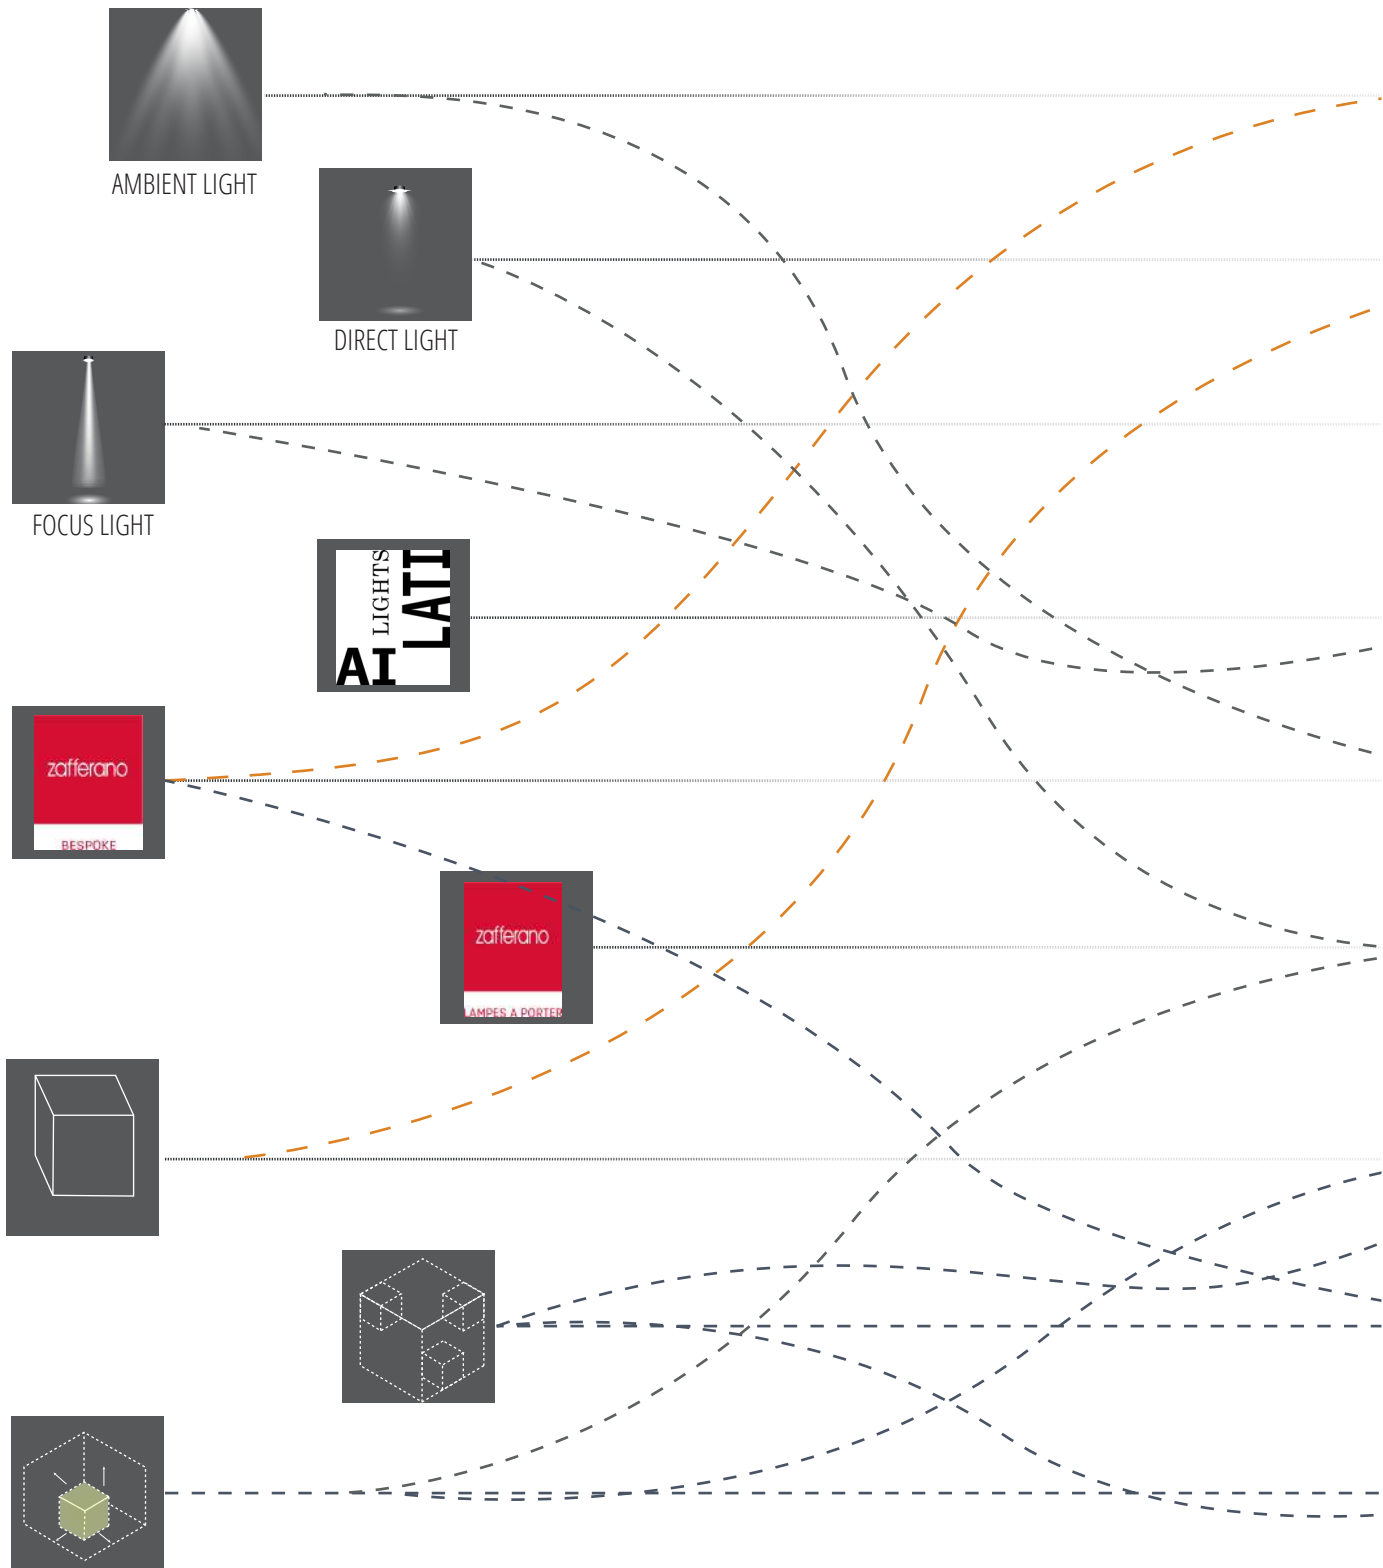 AMBIENT LIGHT
DIRECT LIGHT
FOCUS LIGHT
AI
LIGHTS
LATI
zafferano
BESPOKE
zafferano
LAMPES A PORTER